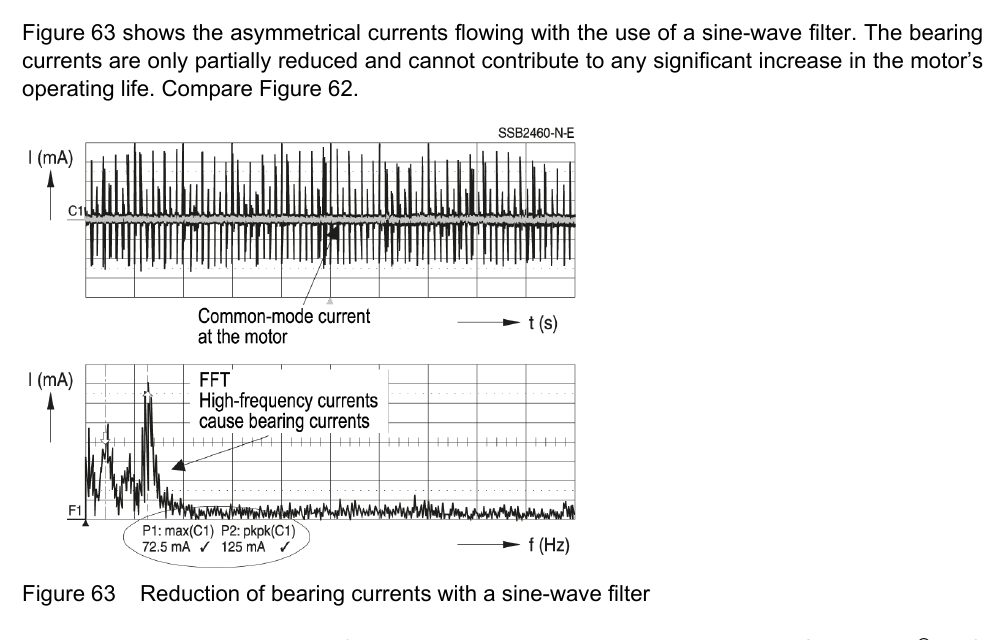 Figure 63 shows the asymmetrical currents flowing with the use of a sine-wave filter. The bearing
currents are only partially reduced and cannot contribute to any significant increase in the motor's
operating life. Compare Figure 62.
SSB2460-N-E
I (mA)
C1
Common-mode current
at the motor
t (s)
I (mA)
FFT
High-frequency currents
cause bearing currents
F1
P1: max(C1) P2: pkpk(C1)
72.5 mA ✓ 125 mA ✓
f (Hz)
Figure 63 Reduction of bearing currents with a sine-wave filter